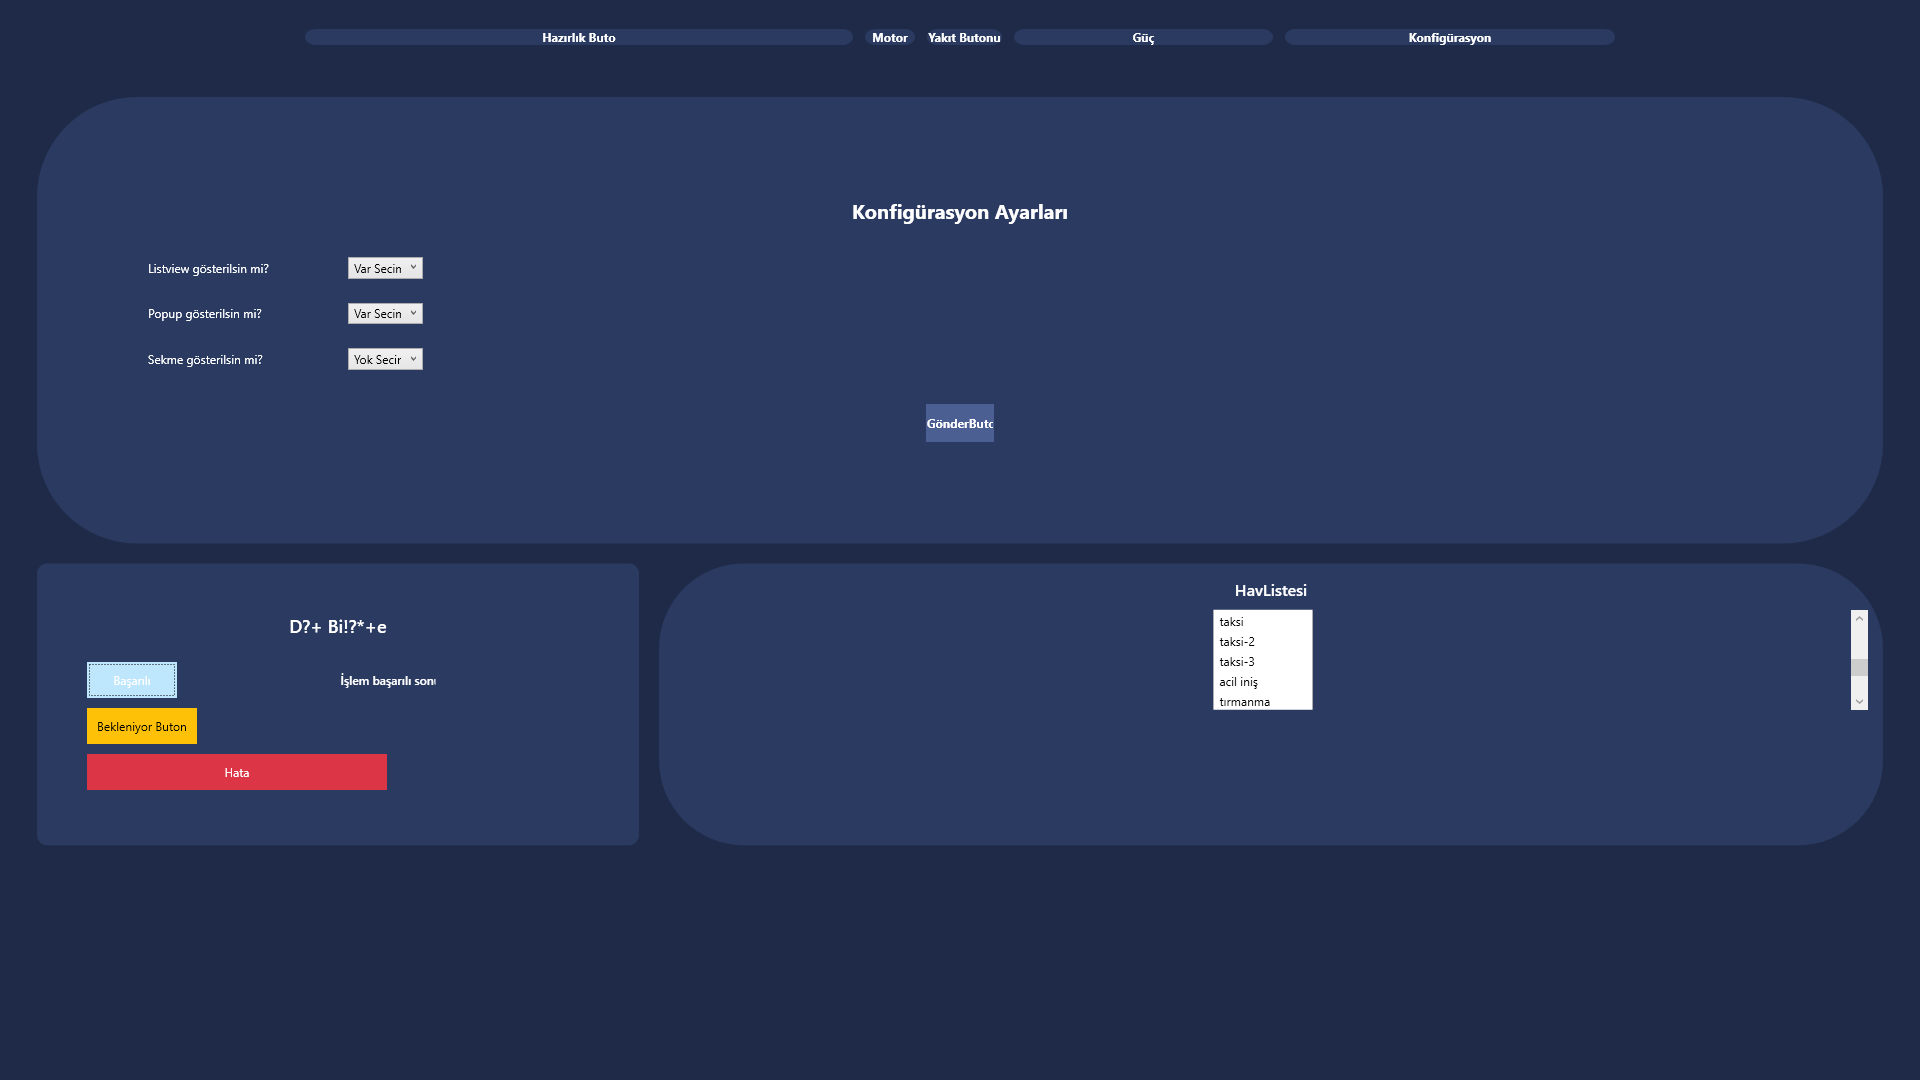 Hazırlık Buto
Motor
Yakıt Butonu
Güç
Konfigürasyon
Konfigürasyon Ayarları
Listview gösterilsin mi?
Var Secin
Popup gösterilsin mi?
Var Secin
Sekme gösterilsin mi?
Yok Secir
GönderButc
D?+ Bi!?*+e
Başarılı
İşlem başarılı sonu
Bekleniyor Buton
Hata
HavListesi
taksi
taksi-2
taksi-3
acil iniş
tırmanma